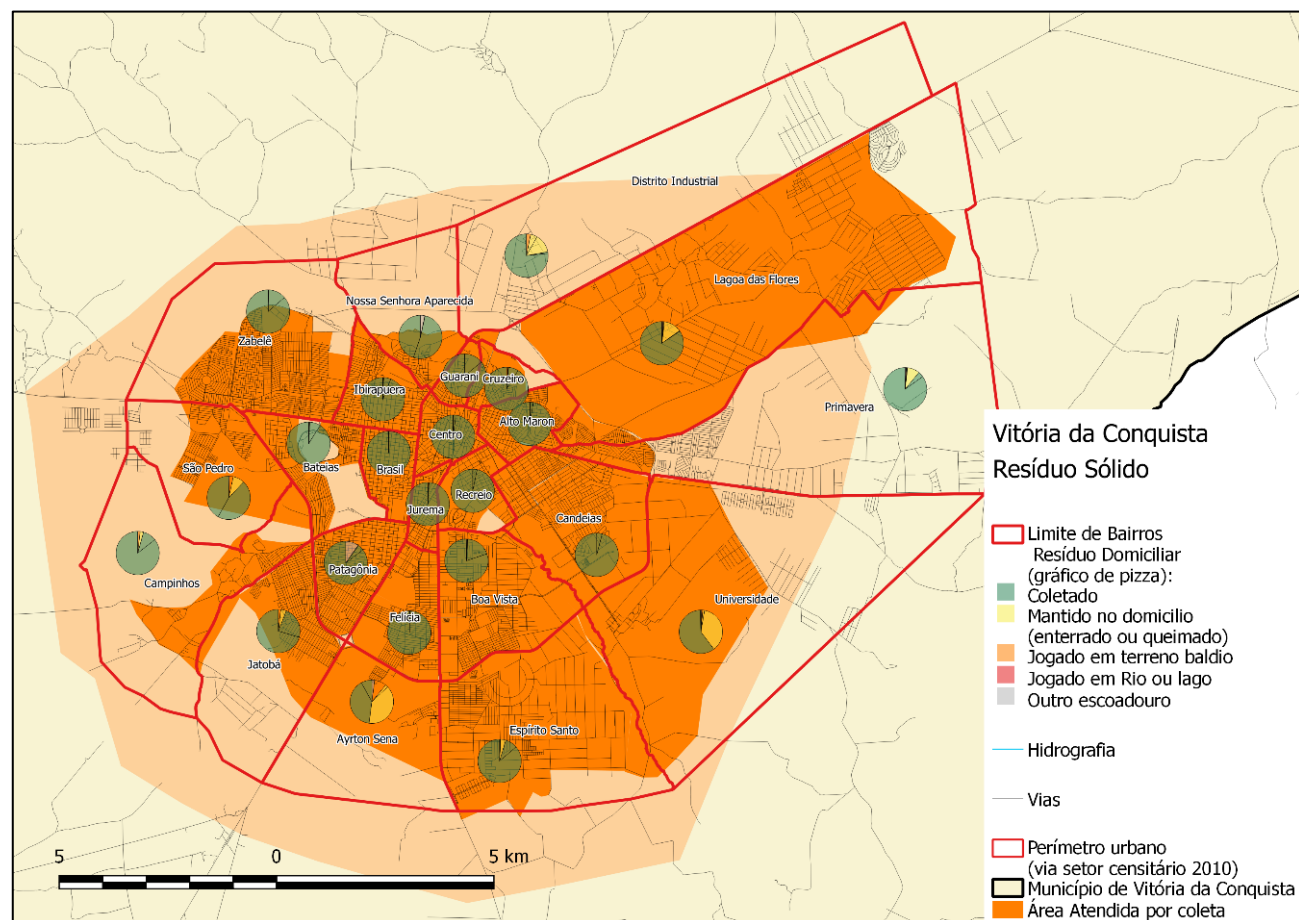 Distrito Industrial
Lagoa das Flores
Nossa Senhora Aparecida
Zabelê
Guarani
Cruzeiro
Ibirapuera
Primavera
Alto Maron
Centro
Bateias
Brasil
São Pedro
Recreio
Jurema
Candeias
Patagônia
Campinhos
Boa Vista
Universidade
Felícia
Jatobá
Espírito Santo
Ayrton Sena
5 0 5 km
Vitória da Conquista
Resíduo Sólido
Limite de Bairros
Resíduo Domiciliar
(gráfico de pizza):
Coletado
Mantido no domicilio
(enterrado ou queimado)
Jogado em terreno baldio
Jogado em Rio ou lago
Outro escoadouro
Hidrografia
Vias
Perímetro urbano
(via setor censitário 2010)
Município de Vitória da Conquista
Área Atendida por coleta